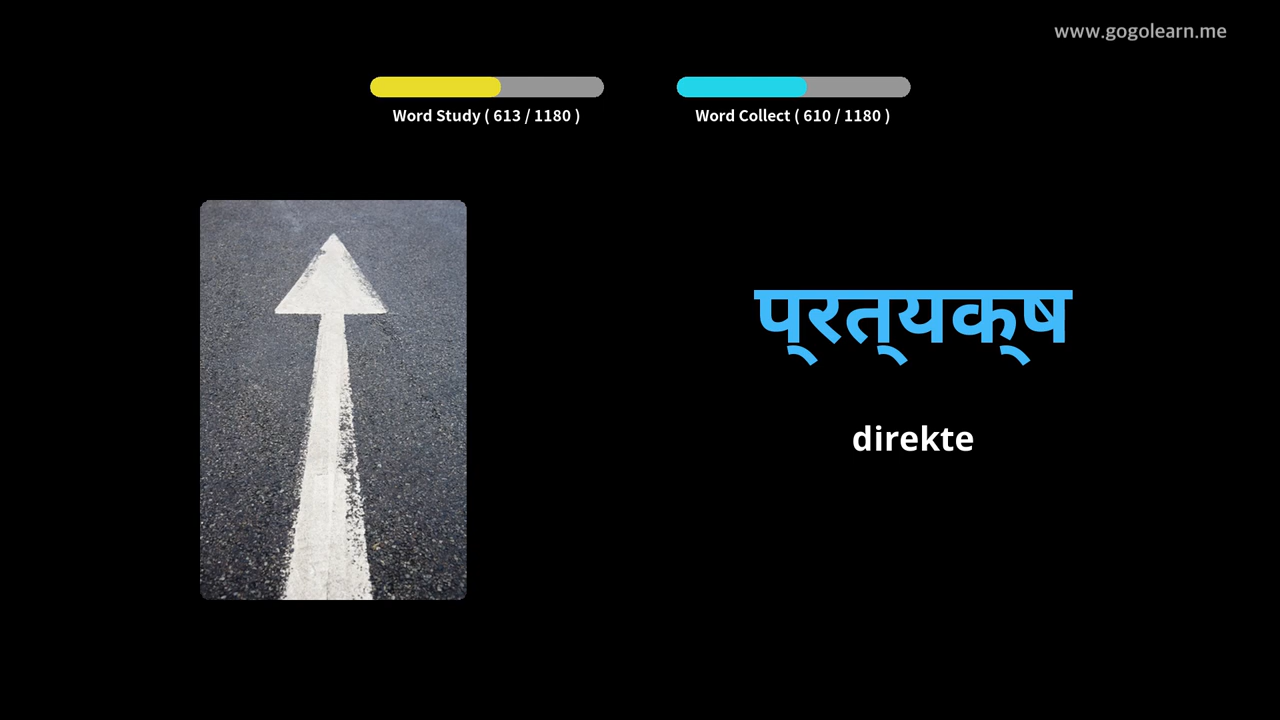 www.gogolearn.me
Word Study ( 613 / 1180 )
Word Collect ( 610 / 1180 )
प्रत्यक्ष
direkte